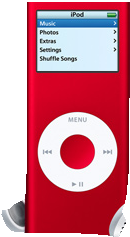 iPod
Music
Photos
Extras
Settings
Shuffle Songs
MENU